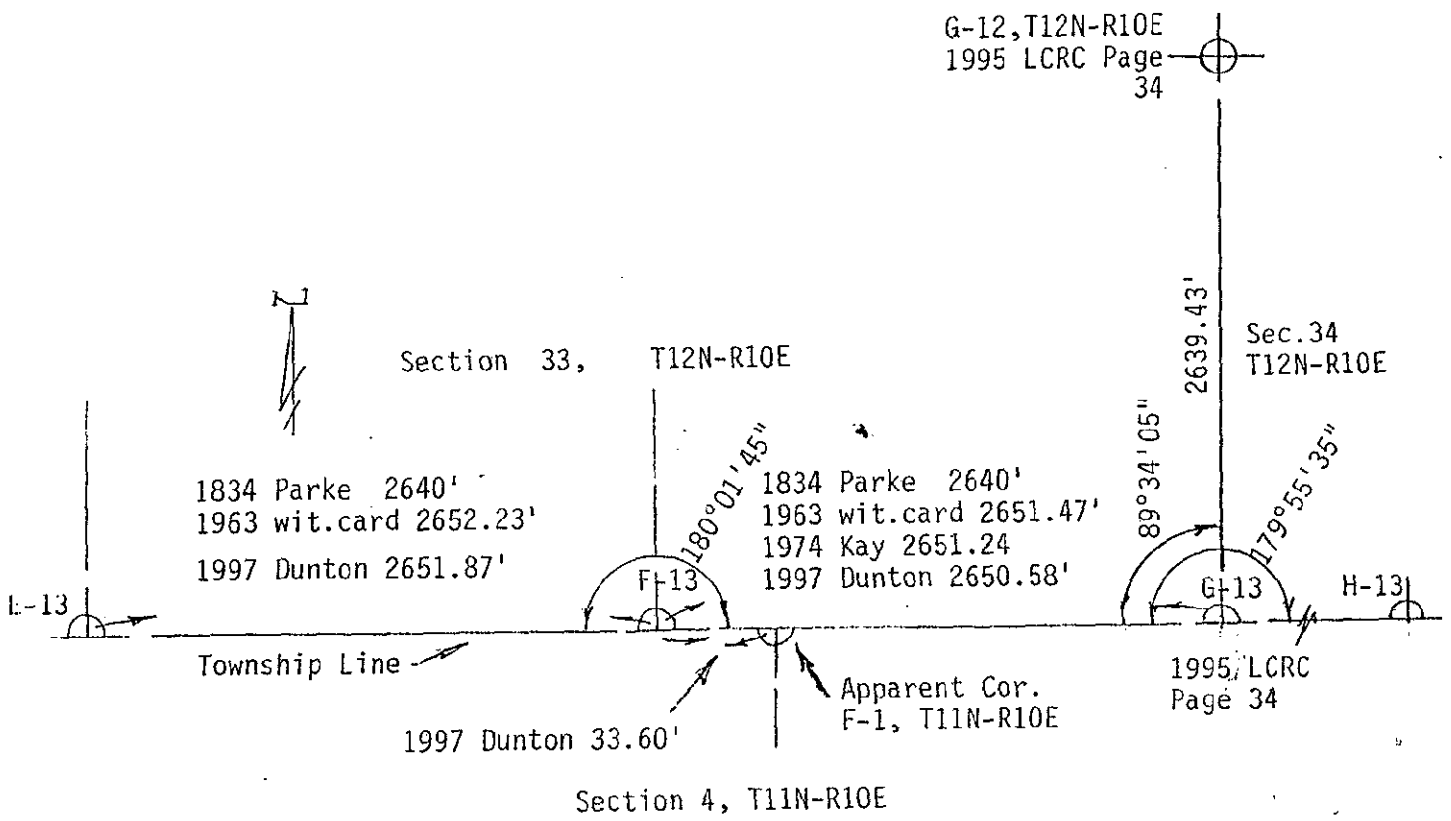 G-12,T12N-R10E
1995 LCRC Page
34
2639.43'
Sec.34
T12N-R10E
Section 33, T12N-R10E
1834 Parke 2640'
1963 wit.card 2652.23'
1997 Dunton 2651.87'
180°01'45"
1834 Parke 2640'
1963 wit.card 2651.47'
1974 Kay 2651.24
1997 Dunton 2650.58'
89°34'05"
179°55'35"
E-13
F-13
G-13
H-13
Township Line
Apparent Cor.
F-1, T11N-R10E
1995 LCRC
Page 34
1997 Dunton 33.60'
Section 4, T11N-R10E